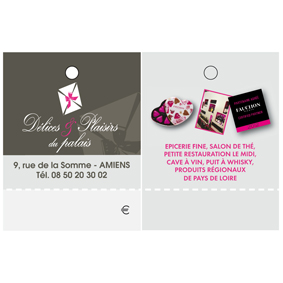 Délices & Plaisirs
du palais
9, rue de la Somme - AMIENS
Tél. 08 50 20 30 02
€
FAUCHON
EPICERIE FINE, SALON DE THÉ,
PETITE RESTAURATION LE MIDI,
CAVE À VIN, PUIT À WHISKY,
PRODUITS RÉGIONAUX
DE PAYS DE LOIRE